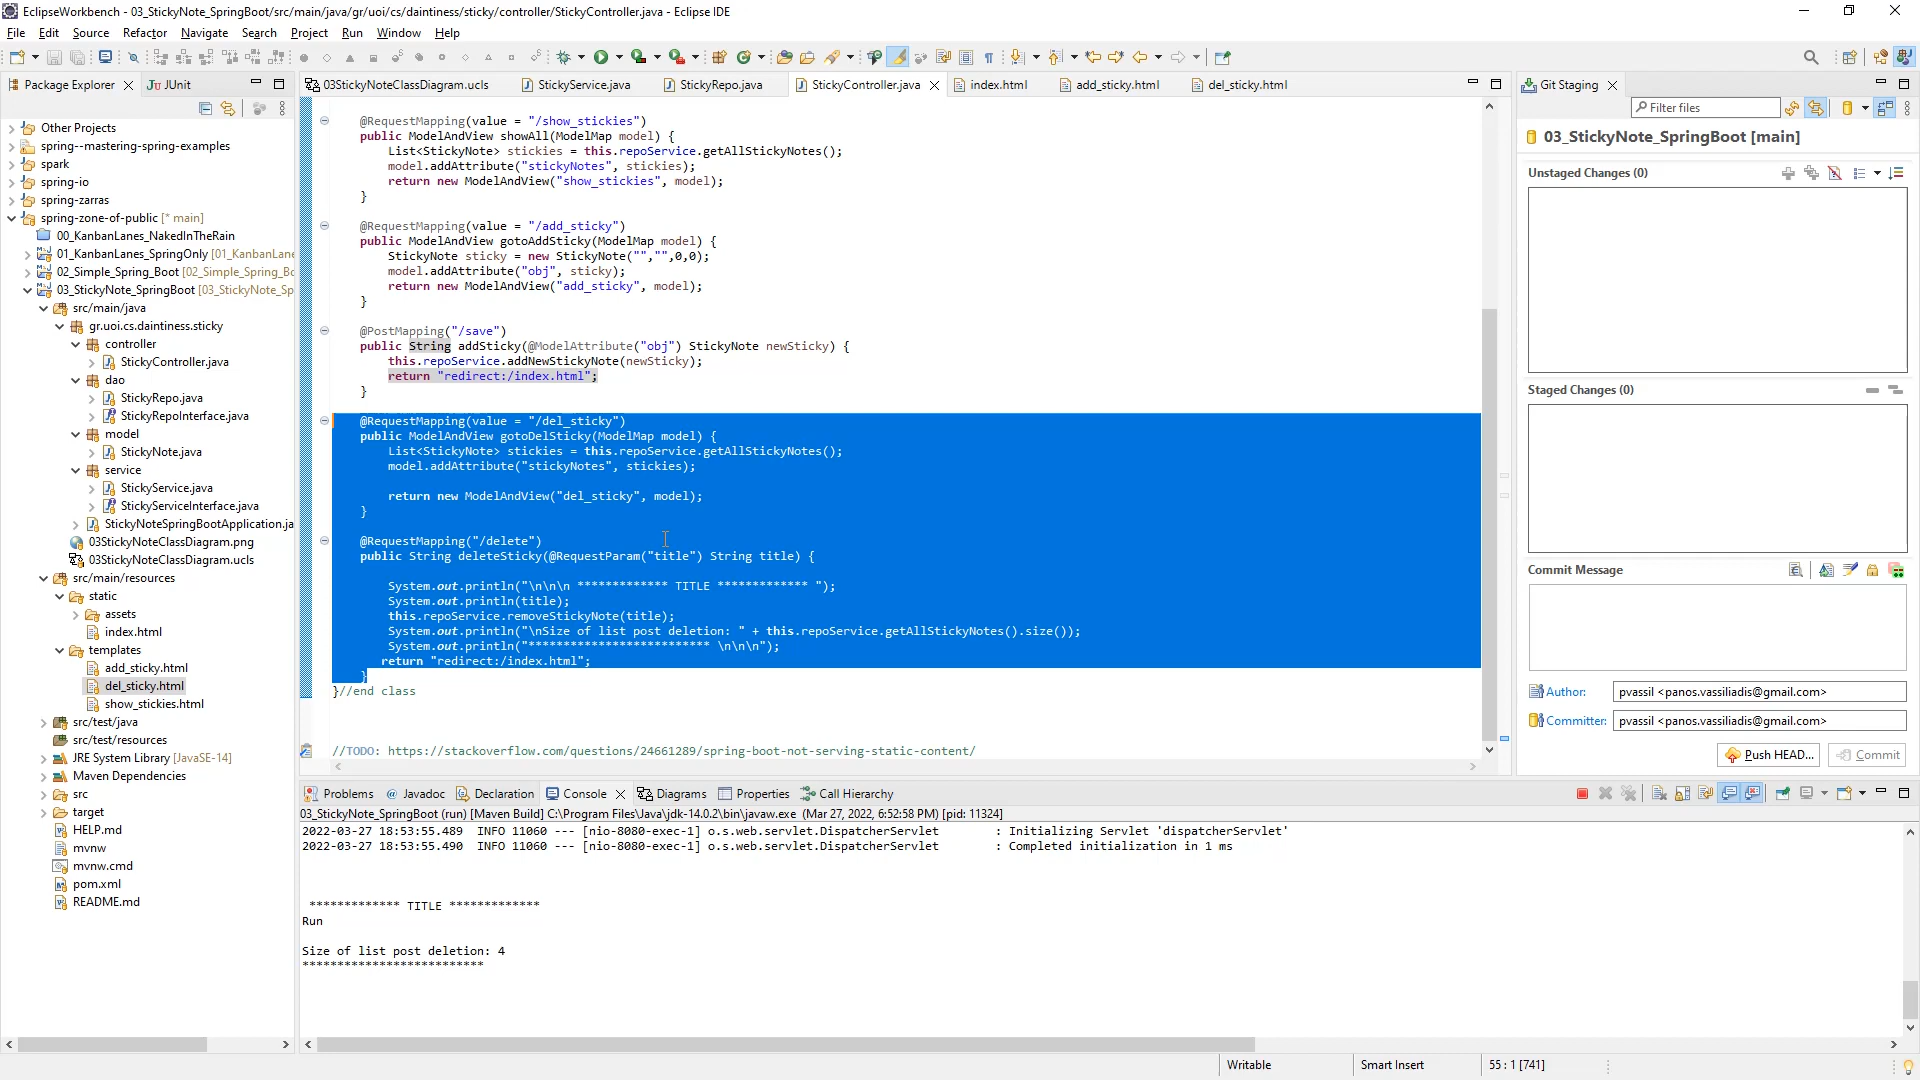 EclipseWorkbench - 03_StickyNote_SpringBoot/src/main/java/gr/uoi/cs/daintiness/sticky/controller/StickyController.java - Eclipse IDE
File Edit Source Refactor Navigate Search Project Run Window Help
Package Explorer JUnit
Other Projects
spring--mastering-spring-examples
spark
spring-io
spring-zarras
spring-zone-of-public [* main]
00_KanbanLanes_NakedInTheRain
01_KanbanLanes_SpringOnly [01_KanbanLane
02_Simple_Spring_Boot [02_Simple_Spring_Bo
03_StickyNote_SpringBoot [03_StickyNote_Sp
src/main/java
gr.uoi.cs.daintiness.sticky
controller
StickyController.java
dao
StickyRepo.java
StickyRepoInterface.java
model
StickyNote.java
service
StickyService.java
StickyServiceInterface.java
StickyNoteSpringBootApplication.ja
03StickyNoteClassDiagram.png
03StickyNoteClassDiagram.ucls
src/main/resources
static
assets
index.html
templates
add_sticky.html
del_sticky.html
show_stickies.html
src/test/java
src/test/resources
JRE System Library [JavaSE-14]
Maven Dependencies
src
target
HELP.md
mvnw
mvnw.cmd
pom.xml
README.md
03StickyNoteClassDiagram.ucls StickyService.java StickyRepo.java StickyController.java index.html add_sticky.html del_sticky.html
@RequestMapping(value = "/show_stickies")
public ModelAndView showAll(ModelMap model) {
List<StickyNote> stickies = this.repoService.getAllStickyNotes();
model.addAttribute("stickyNotes", stickies);
return new ModelAndView("show_stickies", model);
}
@RequestMapping(value = "/add_sticky")
public ModelAndView gotoAddSticky(ModelMap model) {
StickyNote sticky = new StickyNote("","",0,0);
model.addAttribute("obj", sticky);
return new ModelAndView("add_sticky", model);
}
@PostMapping("/save")
public String addSticky(@ModelAttribute("obj") StickyNote newSticky) {
this.repoService.addNewStickyNote(newSticky);
return "redirect:/index.html";
}
@RequestMapping(value = "/del_sticky")
public ModelAndView gotoDelSticky(ModelMap model) {
List<StickyNote> stickies = this.repoService.getAllStickyNotes();
model.addAttribute("stickyNotes", stickies);
return new ModelAndView("del_sticky", model);
}
@RequestMapping("/delete")
public String deleteSticky(@RequestParam("title") String title) {
System.out.println("\n\n\n ************* TITLE ************* ");
System.out.println(title);
this.repoService.removeStickyNote(title);
System.out.println("\nSize of list post deletion: " + this.repoService.getAllStickyNotes().size());
System.out.println("************************** \n\n\n");
return "redirect:/index.html";
}
}//end class
//TODO: https://stackoverflow.com/questions/24661289/spring-boot-not-serving-static-content/
Git Staging
Filter files
03_StickyNote_SpringBoot [main]
Unstaged Changes (0)
Staged Changes (0)
Commit Message
Author: pvassil <panos.vassiliadis@gmail.com>
Committer: pvassil <panos.vassiliadis@gmail.com>
Push HEAD... Commit
Problems Javadoc Declaration Console Diagrams Properties Call Hierarchy
03_StickyNote_SpringBoot (run) [Maven Build] C:\Program Files\Java\jdk-14.0.2\bin\javaw.exe (Mar 27, 2022, 6:52:58 PM) [pid: 11324]
2022-03-27 18:53:55.489 INFO 11060 --- [nio-8080-exec-1] o.s.web.servlet.DispatcherServlet : Initializing Servlet 'dispatcherServlet'
2022-03-27 18:53:55.490 INFO 11060 --- [nio-8080-exec-1] o.s.web.servlet.DispatcherServlet : Completed initialization in 1 ms
************* TITLE *************
Run
Size of list post deletion: 4
**************************
Writable Smart Insert 55 : 1 [741]